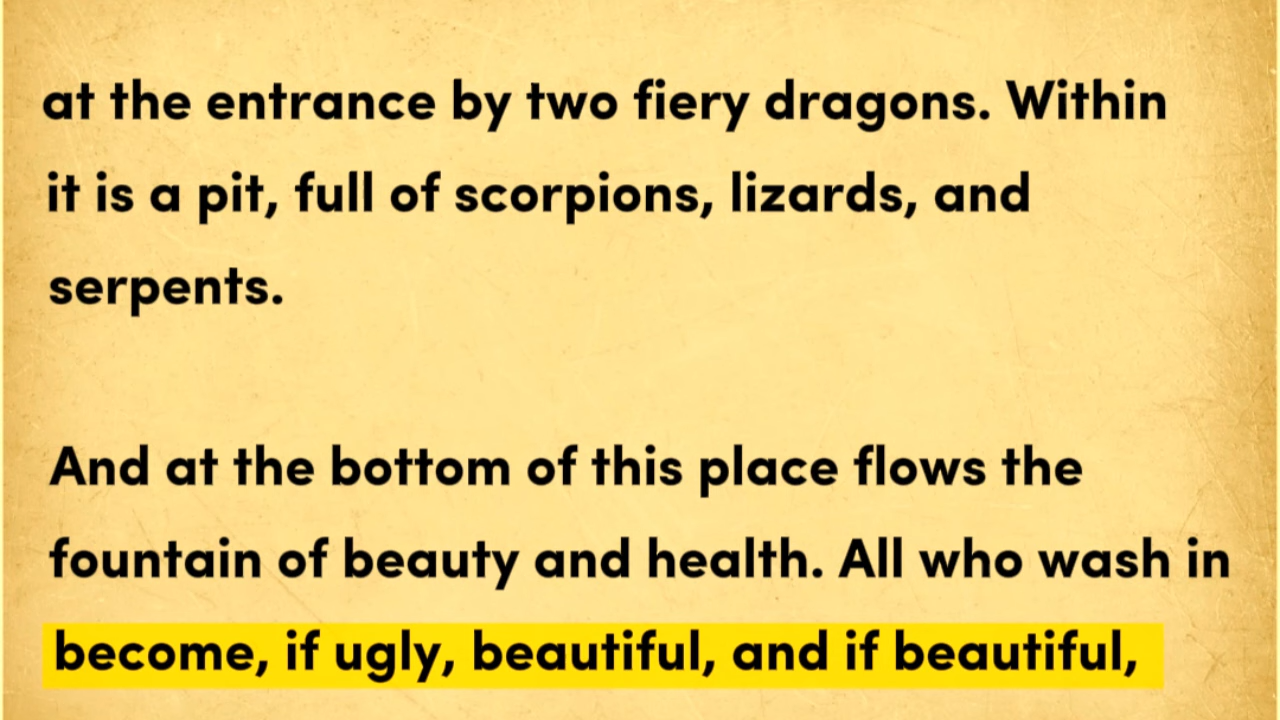 at the entrance by two fiery dragons. Within
it is a pit, full of scorpions, lizards, and
serpents.
And at the bottom of this place flows the
fountain of beauty and health. All who wash in
become, if ugly, beautiful, and if beautiful,